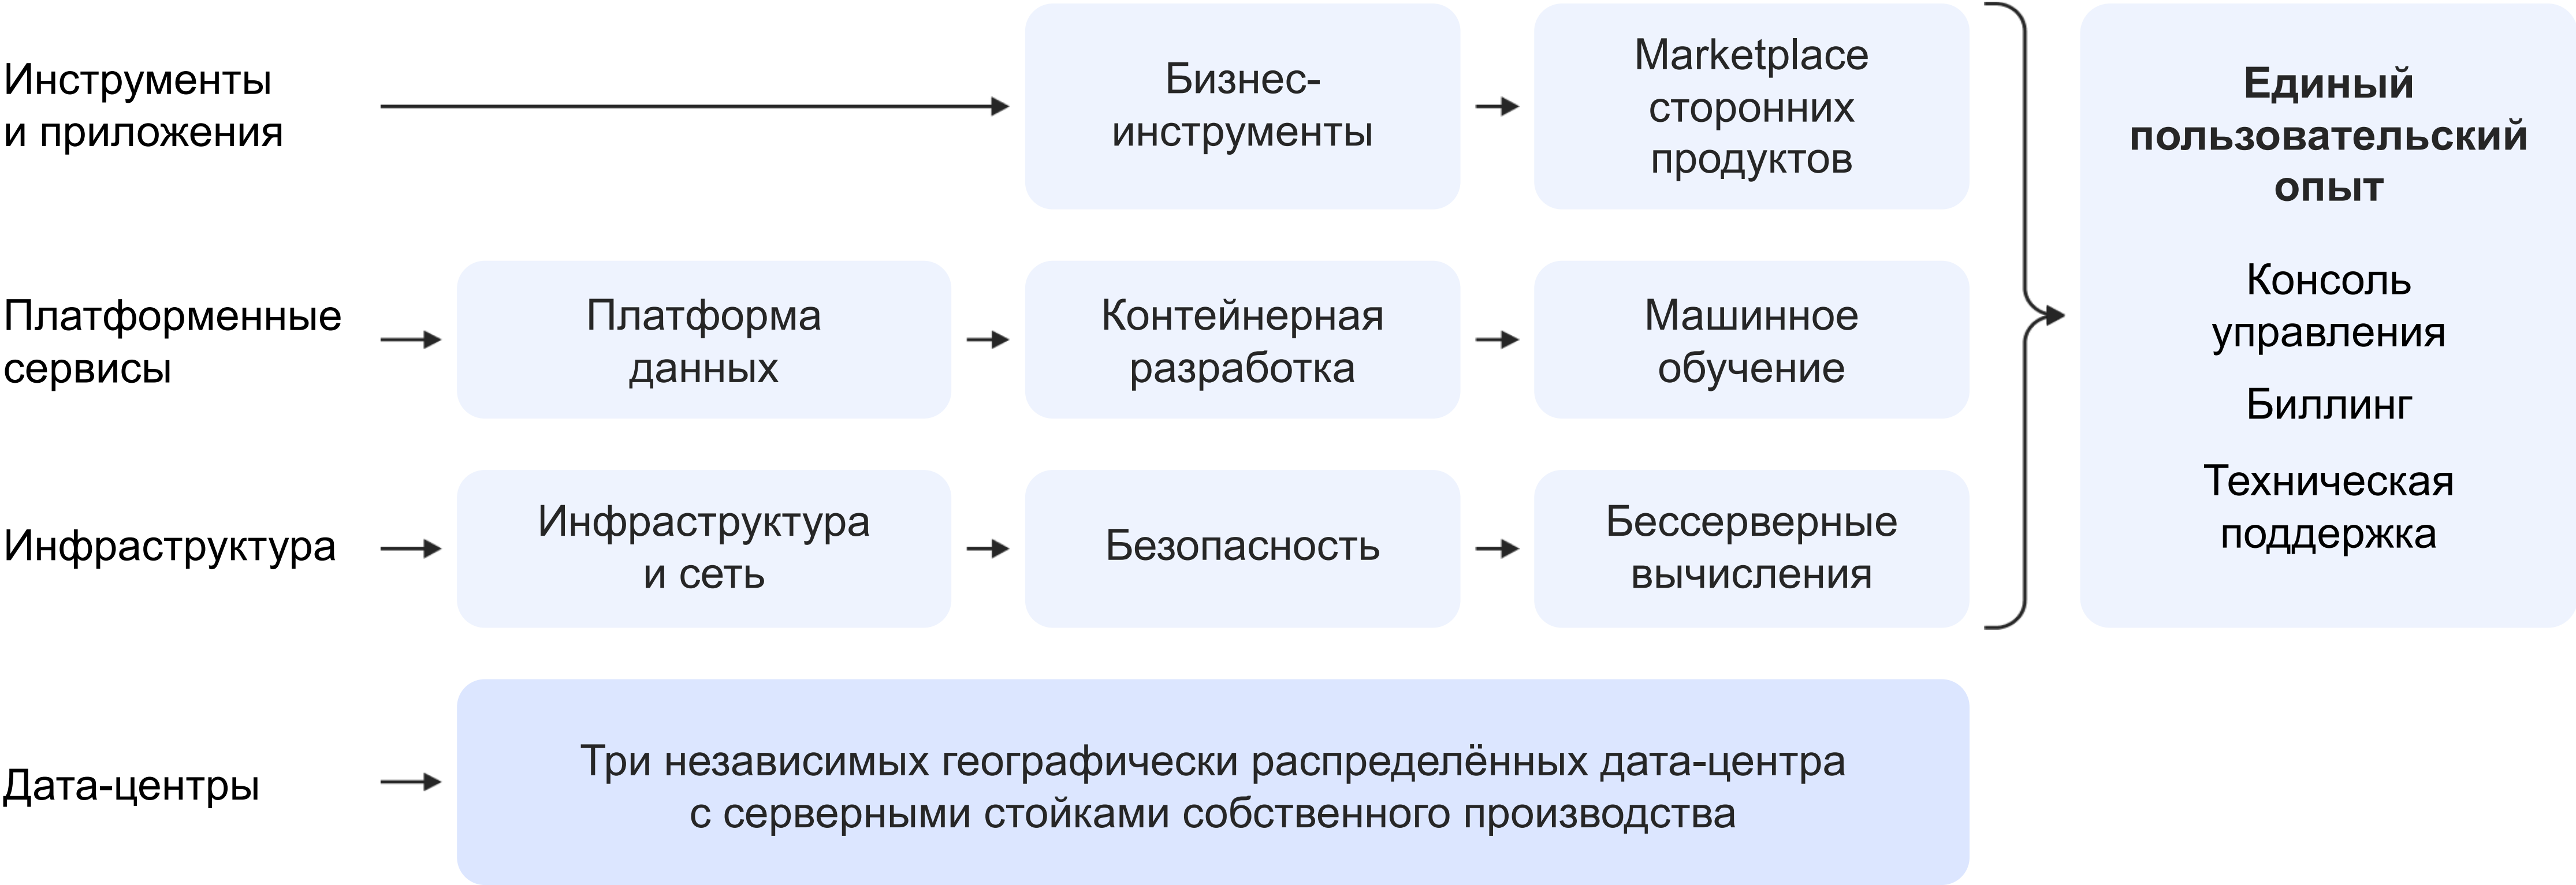 Инструменты
и приложения
Бизнес-
инструменты
Marketplace
сторонних
продуктов
Платформенные
сервисы
Платформа
данных
Контейнерная
разработка
Машинное
обучение
Инфраструктура
Инфраструктура
и сеть
Безопасность
Бессерверные
вычисления
Единый
пользовательский
опыт
Консоль
управления
Биллинг
Техническая
поддержка
Дата-центры
Три независимых географически распределённых дата-центра
с серверными стойками собственного производства